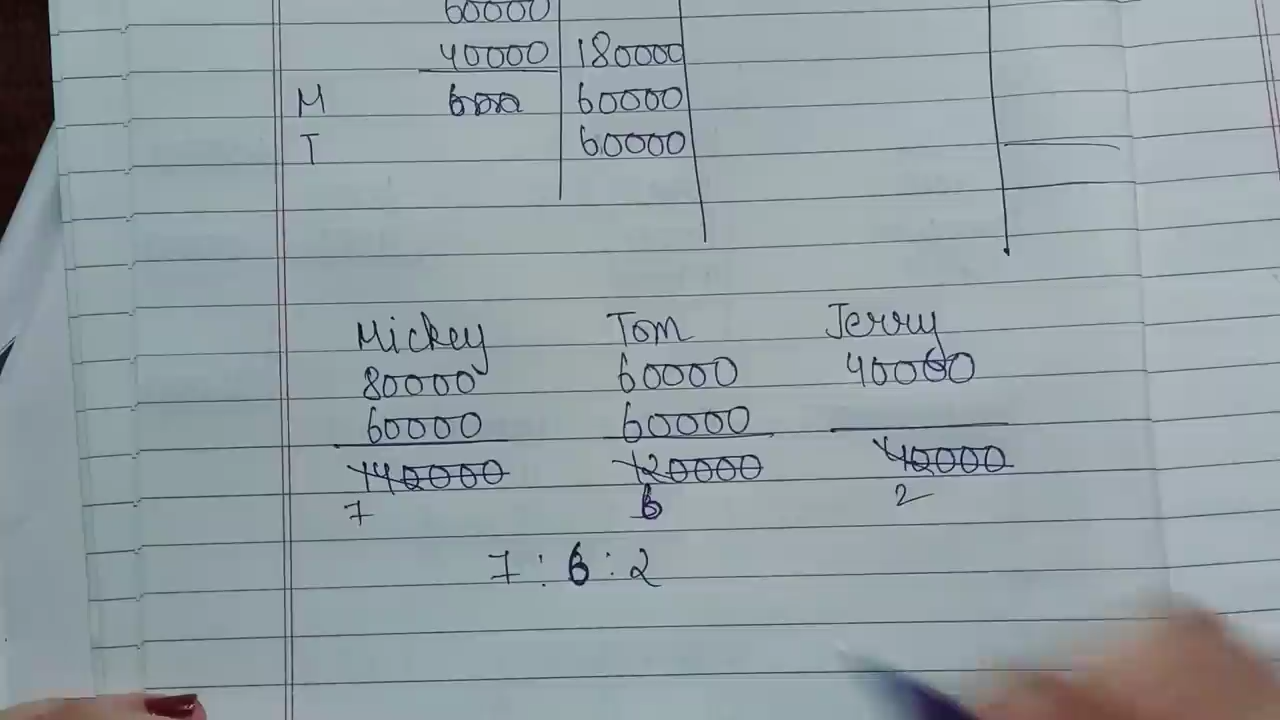 60000
40000 180000
M 600 60000
T 60000
Mickey Tom Jerry
80000 60000 40000
60000 60000
140000 120000 40000
7 6 2
7 : 6 : 2